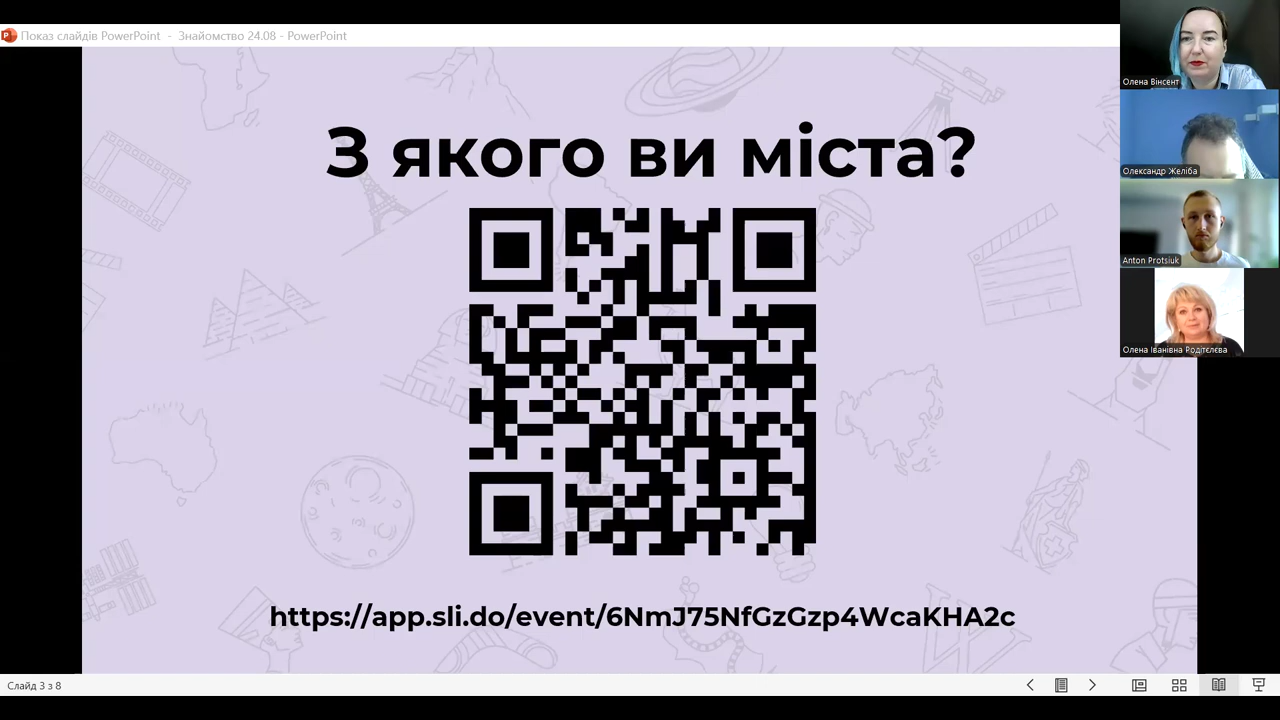 Показ слайдів PowerPoint - Знайомство 24.08 - PowerPoint
З якого ви міста?
https://app.sli.do/event/6NmJ75NfGzGzp4WcaKHA2c
Олена Вінсент
Олександр Желіба
Anton Protsiuk
Олена Іванівна Родітєлєва
Слайд 3 з 8